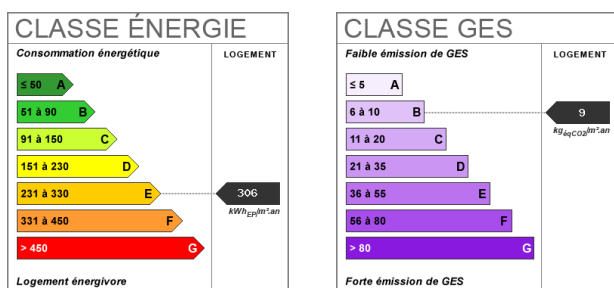 CLASSE ÉNERGIE
Consommation énergétique
LOGEMENT
≤ 50 A
51 à 90 B
91 à 150 C
151 à 230 D
231 à 330 E
306
kWhEP/m².an
331 à 450 F
> 450 G
Logement énergivore
CLASSE GES
Faible émission de GES
LOGEMENT
≤ 5 A
6 à 10 B
9
kgéqCO2/m².an
11 à 20 C
21 à 35 D
36 à 55 E
56 à 80 F
> 80 G
Forte émission de GES